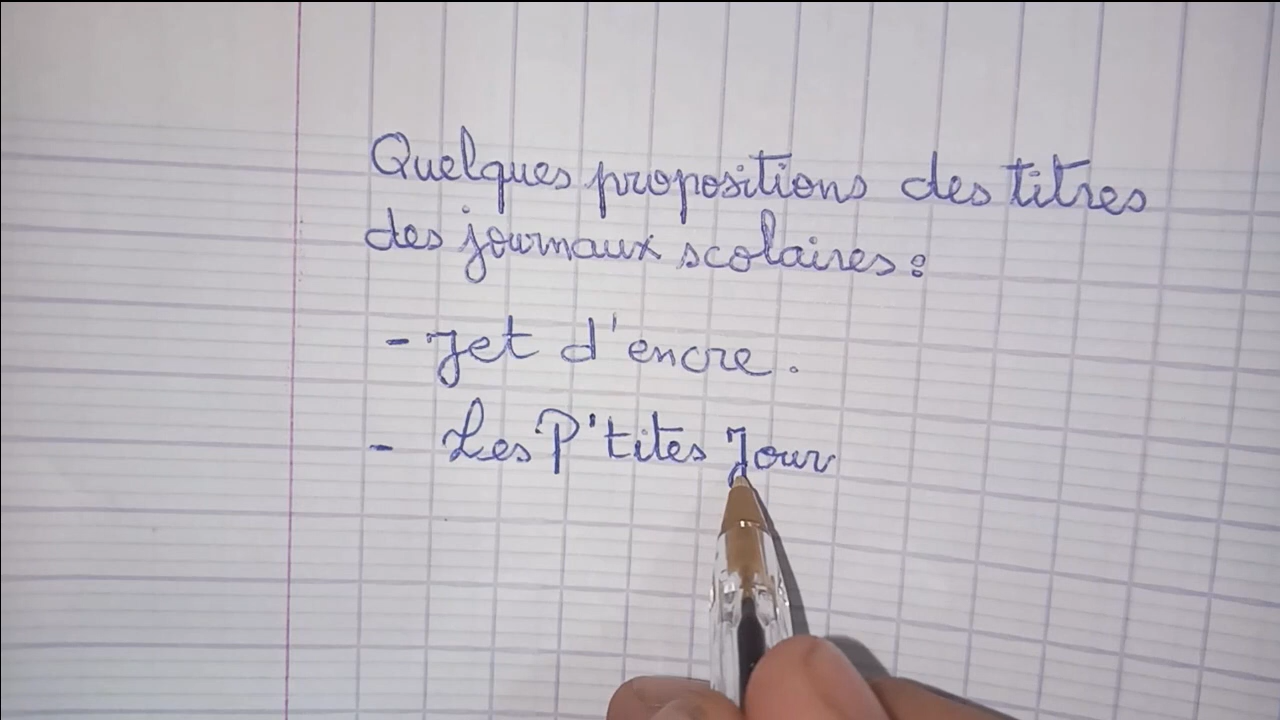 Quelques propositions des titres
des journaux scolaires :
- Jet d'encre.
- Les P'tites Jour